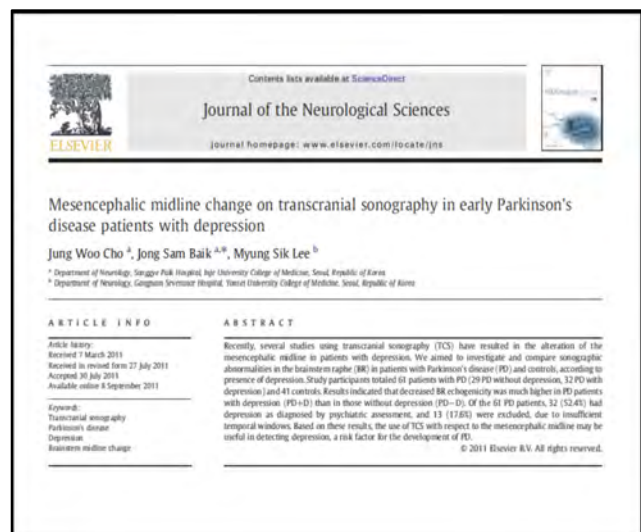 Contents lists available at ScienceDirect
Journal of the Neurological Sciences
journal homepage: www.elsevier.com/locate/jns
ELSEVIER
Mesencephalic midline change on transcranial sonography in early Parkinson's
disease patients with depression
Jung Woo Cho a, Jong Sam Baik a,*, Myung Sik Lee b
a Department of Neurology, Sanggye Paik Hospital, Inje University College of Medicine, Seoul, Republic of Korea
b Department of Neurology, Gangnam Severance Hospital, Yonsei University College of Medicine, Seoul, Republic of Korea
ARTICLE INFO
Article history:
Received 7 March 2011
Received in revised form 27 July 2011
Accepted 30 July 2011
Available online 8 September 2011
Keywords:
Transcranial sonography
Parkinson's disease
Depression
Brainstem midline change
ABSTRACT
Recently, several studies using transcranial sonography (TCS) have resulted in the alteration of the
mesencephalic midline in patients with depression. We aimed to investigate and compare sonographic
abnormalities in the brainstem raphe (BR) in patients with Parkinson's disease (PD) and controls, according to
presence of depression. Study participants totaled 61 patients with PD (29 PD without depression, 32 PD with
depression) and 41 controls. Results indicated that decreased BR echogenicity was much higher in PD patients
with depression (PD+D) than in those without depression (PD−D). Of the 61 PD patients, 32 (52.4%) had
depression as diagnosed by psychiatric assessment, and 13 (17.6%) were excluded, due to insufficient
temporal windows. Based on these results, the use of TCS with respect to the mesencephalic midline may be
useful in detecting depression, a risk factor for the development of PD.
© 2011 Elsevier B.V. All rights reserved.